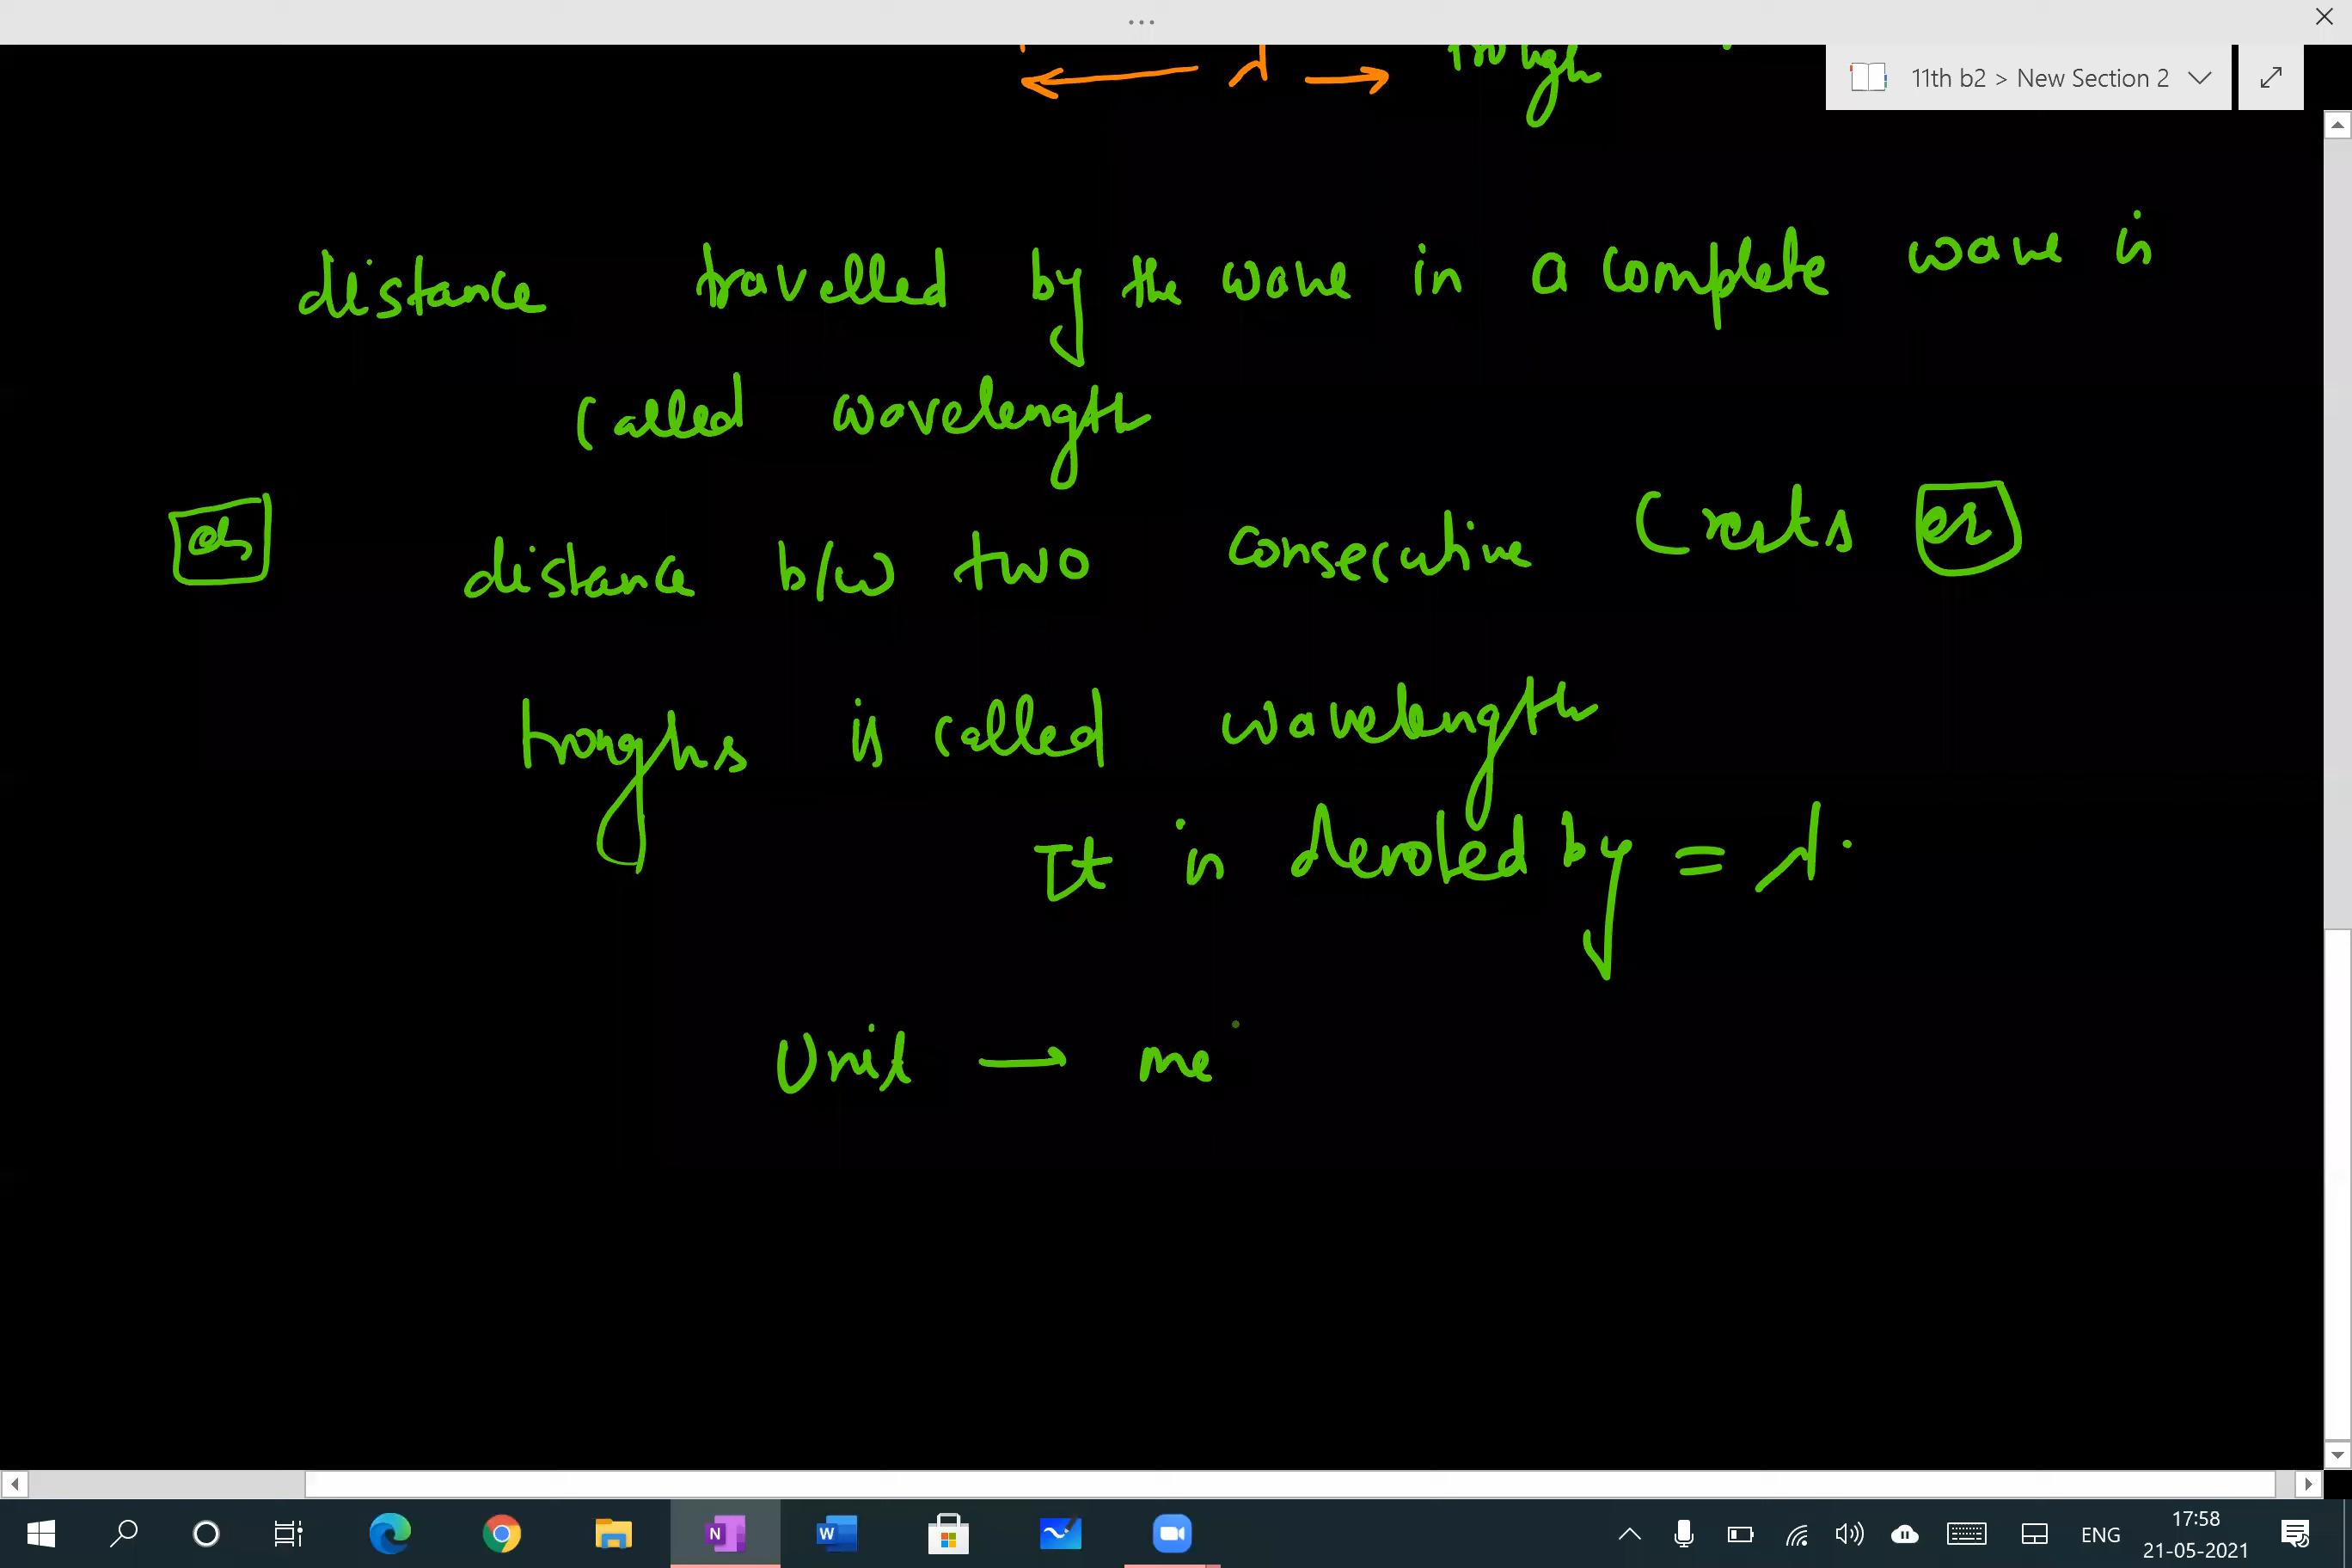 ...
λ trough
11th b2 > New Section 2
distance travelled by the wave in a complete wave is
called wavelength
or distance b/w two consecutive crests or
troughs is called wavelength
It is denoted by = λ.
Unit → me
N W
ENG 17:58
21-05-2021